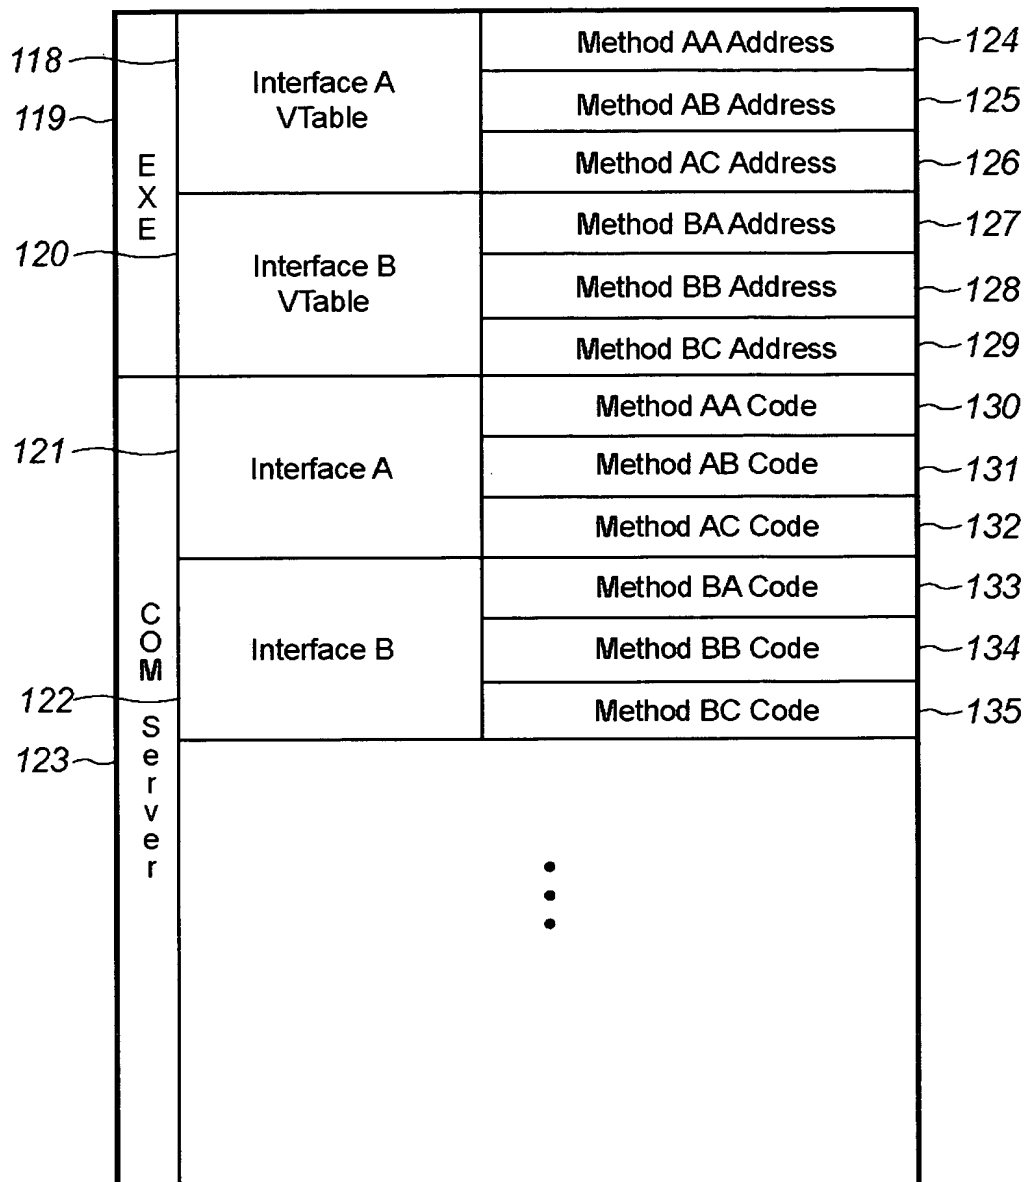 118
119
EXE
120
Interface A
VTable
Method AA Address
124
Method AB Address
125
Method AC Address
126
Interface B
VTable
Method BA Address
127
Method BB Address
128
Method BC Address
129
121
COM Server
122
123
Interface A
Method AA Code
130
Method AB Code
131
Method AC Code
132
Interface B
Method BA Code
133
Method BB Code
134
Method BC Code
135